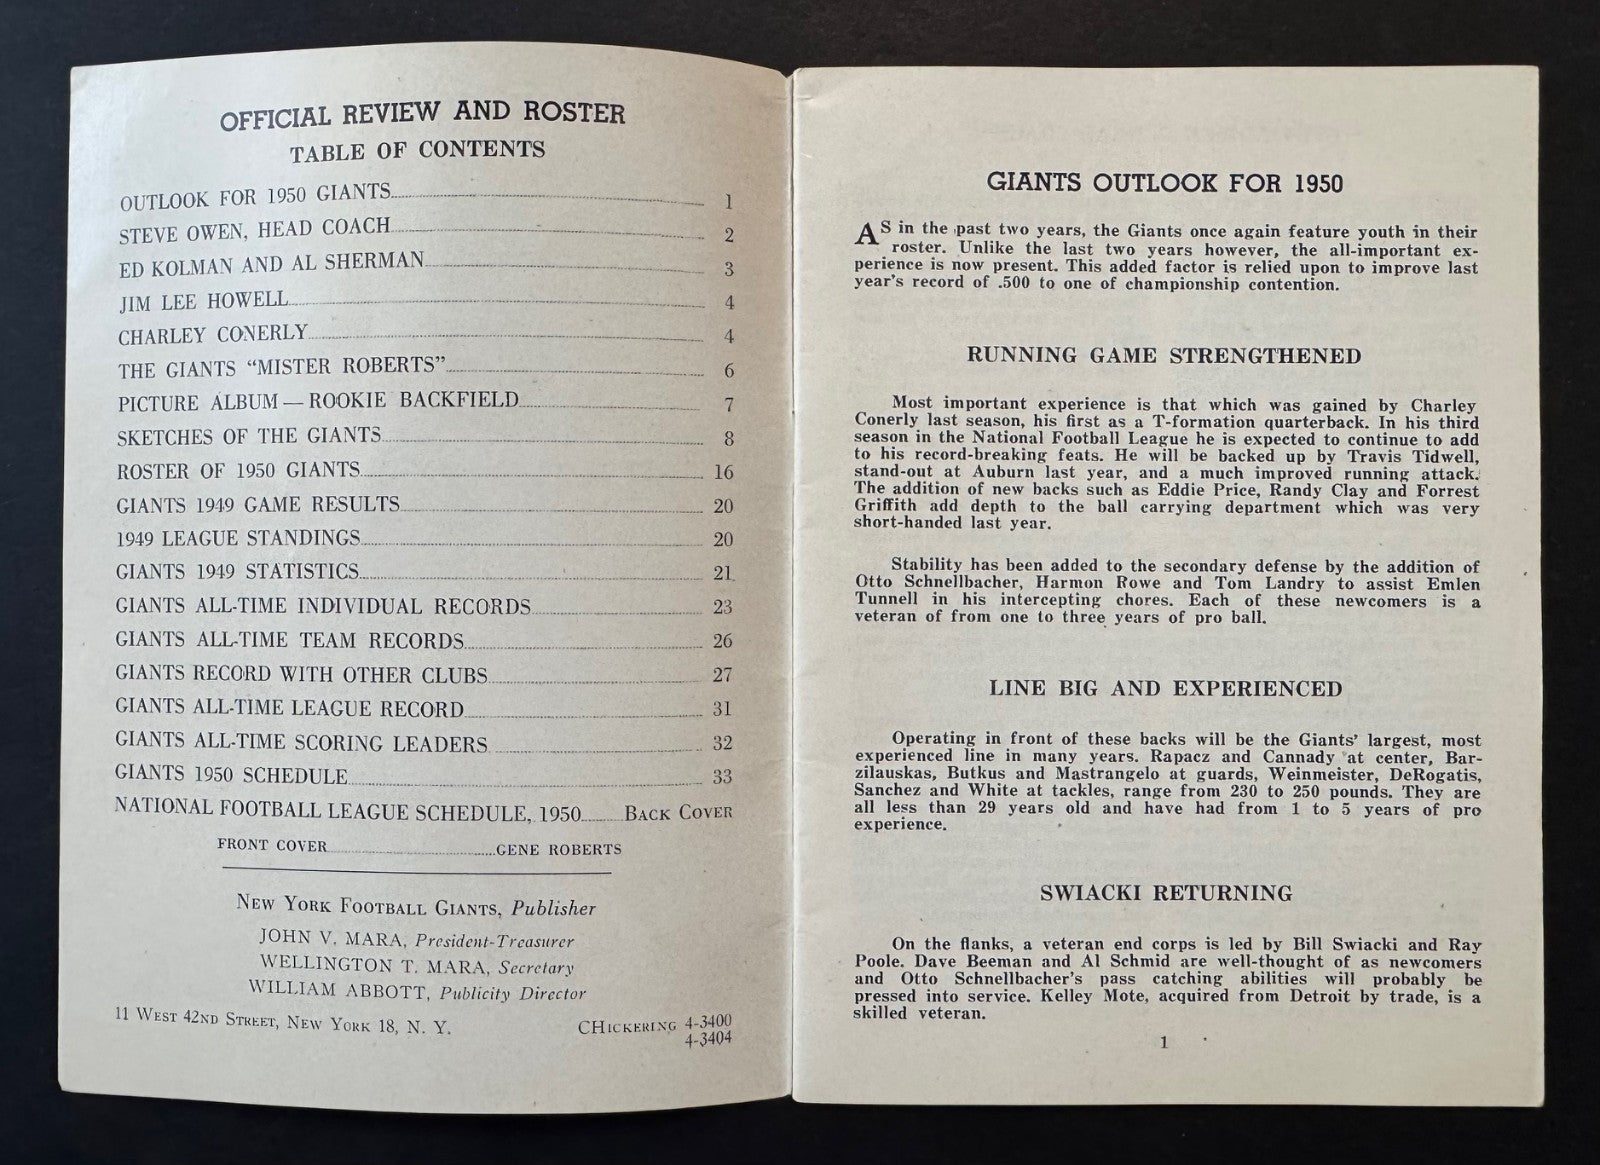 OFFICIAL REVIEW AND ROSTER
TABLE OF CONTENTS
OUTLOOK FOR 1950 GIANTS 1
STEVE OWEN, HEAD COACH 2
ED KOLMAN AND AL SHERMAN 3
JIM LEE HOWELL 4
CHARLEY CONERLY 4
THE GIANTS “MISTER ROBERTS” 6
PICTURE ALBUM — ROOKIE BACKFIELD 7
SKETCHES OF THE GIANTS 8
ROSTER OF 1950 GIANTS 16
GIANTS 1949 GAME RESULTS 20
1949 LEAGUE STANDINGS 20
GIANTS 1949 STATISTICS 21
GIANTS ALL-TIME INDIVIDUAL RECORDS 23
GIANTS ALL-TIME TEAM RECORDS 26
GIANTS RECORD WITH OTHER CLUBS 27
GIANTS ALL-TIME LEAGUE RECORD 31
GIANTS ALL-TIME SCORING LEADERS 32
GIANTS 1950 SCHEDULE 33
NATIONAL FOOTBALL LEAGUE SCHEDULE, 1950 BACK COVER
FRONT COVER GENE ROBERTS
NEW YORK FOOTBALL GIANTS, Publisher
JOHN V. MARA, President-Treasurer
WELLINGTON T. MARA, Secretary
WILLIAM ABBOTT, Publicity Director
11 WEST 42ND STREET, NEW YORK 18, N. Y. CHICKERING 4-3400
4-3404
GIANTS OUTLOOK FOR 1950
AS in the past two years, the Giants once again feature youth in their
roster. Unlike the last two years however, the all-important ex-
perience is now present. This added factor is relied upon to improve last
year's record of .500 to one of championship contention.
RUNNING GAME STRENGTHENED
Most important experience is that which was gained by Charley
Conerly last season, his first as a T-formation quarterback. In his third
season in the National Football League he is expected to continue to add
to his record-breaking feats. He will be backed up by Travis Tidwell,
stand-out at Auburn last year, and a much improved running attack.
The addition of new backs such as Eddie Price, Randy Clay and Forrest
Griffith add depth to the ball carrying department which was very
short-handed last year.
Stability has been added to the secondary defense by the addition of
Otto Schnellbacher, Harmon Rowe and Tom Landry to assist Emlen
Tunnell in his intercepting chores. Each of these newcomers is a
veteran of from one to three years of pro ball.
LINE BIG AND EXPERIENCED
Operating in front of these backs will be the Giants' largest, most
experienced line in many years. Rapacz and Cannady at center, Bar-
zilauskas, Butkus and Mastrangelo at guards, Weinmeister, DeRogatis,
Sanchez and White at tackles, range from 230 to 250 pounds. They are
all less than 29 years old and have had from 1 to 5 years of pro
experience.
SWIACKI RETURNING
On the flanks, a veteran end corps is led by Bill Swiacki and Ray
Poole. Dave Beeman and Al Schmid are well-thought of as newcomers
and Otto Schnellbacher's pass catching abilities will probably be
pressed into service. Kelley Mote, acquired from Detroit by trade, is a
skilled veteran.
1